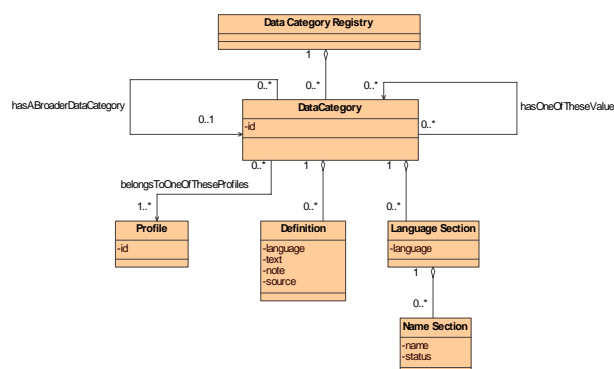 Data Category Registry
1
0..*
0..*
0..*
hasABroaderDataCategory
hasOneOfTheseValue
DataCategory
0..1
-id
0..*
0..*
1
1
belongsToOneOfTheseProfiles
1..*
0..*
0..*
Profile
-id
Definition
-language
-text
-note
-source
Language Section
-language
1
0..*
Name Section
-name
-status